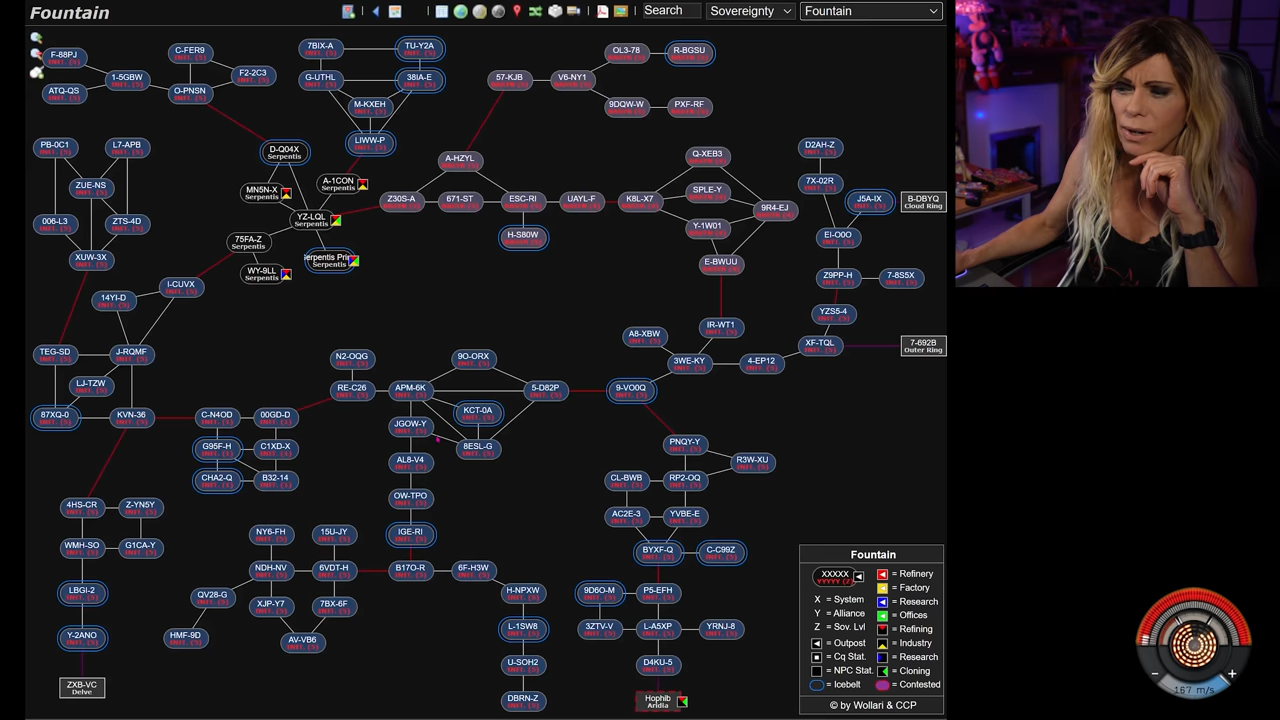 Fountain
Search
Sovereignty
Fountain
F-88PJ
C-FER9
7BIX-A
TU-Y2A
OL3-78
R-BGSU
1-5GBW
F2-2C3
G-UTHL
38IA-E
57-KJB
V6-NY1
ATQ-QS
O-PNSN
M-KXEH
9DQW-W
PXF-RF
PB-0C1
L7-APB
D-Q04X
Serpentis
LIWW-P
A-HZYL
Q-XEB3
D2AH-Z
ZUE-NS
MN5N-X
Serpentis
A-1CON
Serpentis
SPLE-Y
7X-02R
Z30S-A
671-ST
ESC-RI
UAYL-F
K8L-X7
9R4-EJ
J5A-IX
B-DBYQ
Cloud Ring
006-L3
ZTS-4D
YZ-LQL
Serpentis
Y-1W01
75FA-Z
Serpentis
H-S80W
EI-O0O
XUW-3X
WY-9LL
Serpentis
Serpentis
E-BWUU
Z9PP-H
7-8S5X
14YI-D
I-CUVX
YZS5-4
IR-WT1
A8-XBW
XF-TQL
7-692B
Outer Ring
TEG-SD
J-RQMF
N2-OQG
9O-ORX
3WE-KY
4-EP12
LJ-TZW
RE-C26
APM-6K
5-D82P
9-VO0Q
87XQ-0
KVN-36
C-N4OD
00GD-D
JGOW-Y
KCT-0A
G95F-H
C1XD-X
8ESL-G
PNQY-Y
CHA2-Q
B32-14
AL8-V4
R3W-XU
CL-BWB
RP2-OQ
4HS-CR
Z-YN5Y
OW-TPO
AC2E-3
YVBE-E
WMH-SO
G1CA-Y
NY6-FH
15U-JY
IGE-RI
BYXF-Q
C-C99Z
NDH-NV
6VDT-H
B17O-R
6F-H3W
LBGI-2
QV28-G
XJP-Y7
7BX-6F
H-NPXW
9D6O-M
P5-EFH
Y-2ANO
HMF-9D
AV-VB6
L-1SW8
3ZTV-V
L-A5XP
YRNJ-8
U-SOH2
D4KU-5
ZXB-VC
Delve
DBRN-Z
Hophib
Aridia
Fountain
XXXXX
YYYYY (Z)
X = System
Y = Alliance
Z = Sov. Lvl
= Outpost
= Cq Stat.
= NPC Stat.
= Icebelt
= Refinery
= Factory
= Research
= Offices
= Refining
= Industry
= Research
= Cloning
= Contested
© by Wollari & CCP
167 m/s